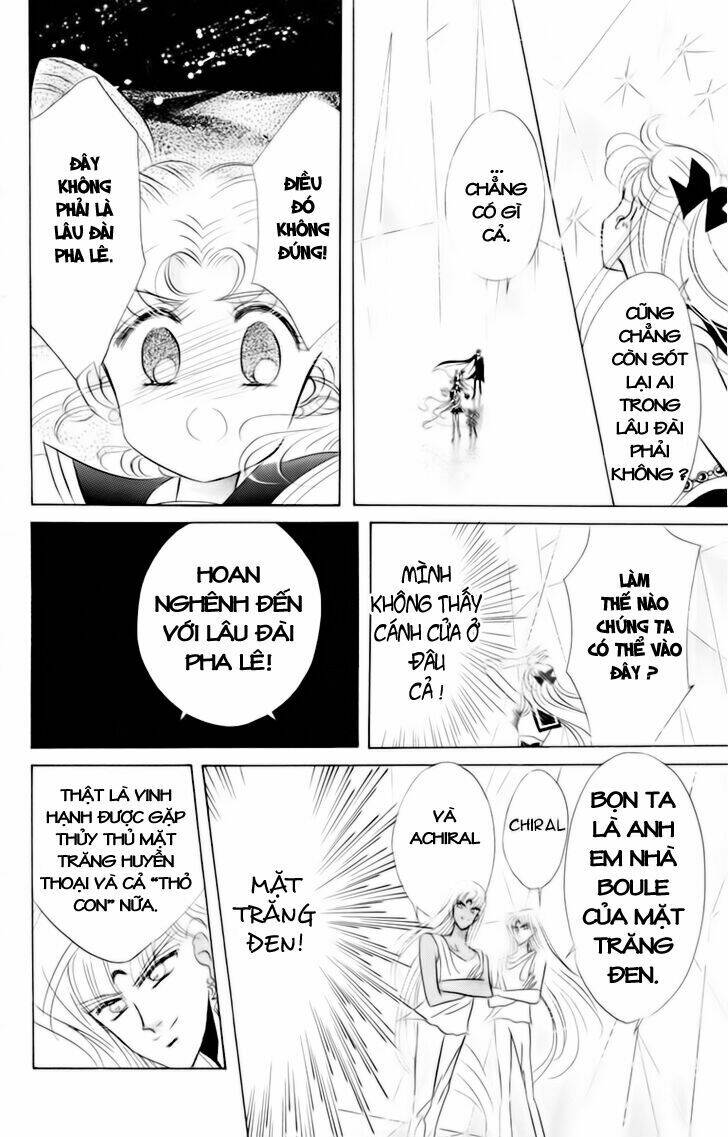 CŨNG
CHẲNG
CÒN SÓT
LẠI AI
TRONG
LÂU ĐÀI
PHẢI
KHÔNG ?
...
CHẲNG
CÓ GÌ
CẢ.
ĐIỀU
ĐÓ
KHÔNG
ĐÚNG!
ĐÂY
KHÔNG
PHẢI LÀ
LÂU ĐÀI
PHA LÊ.
LÀM
THẾ NÀO
CHÚNG TA
CÓ THỂ VÀO
ĐÂY ?
MÌNH
KHÔNG THẤY
CÁNH CỬA Ở
ĐÂU
CẢ !
HOAN
NGHÊNH ĐẾN
VỚI LÂU ĐÀI
PHA LÊ!
BỌN TA
LÀ ANH
EM NHÀ
BOULE
CỦA MẶT
TRĂNG
ĐEN.
CHIRAL
VÀ
ACHIRAL
MẶT
TRĂNG
ĐEN!
THẬT LÀ VINH
HẠNH ĐƯỢC GẶP
THỦY THỦ MẶT
TRĂNG HUYỀN
THOẠI VÀ CẢ “THỎ
CON” NỮA.